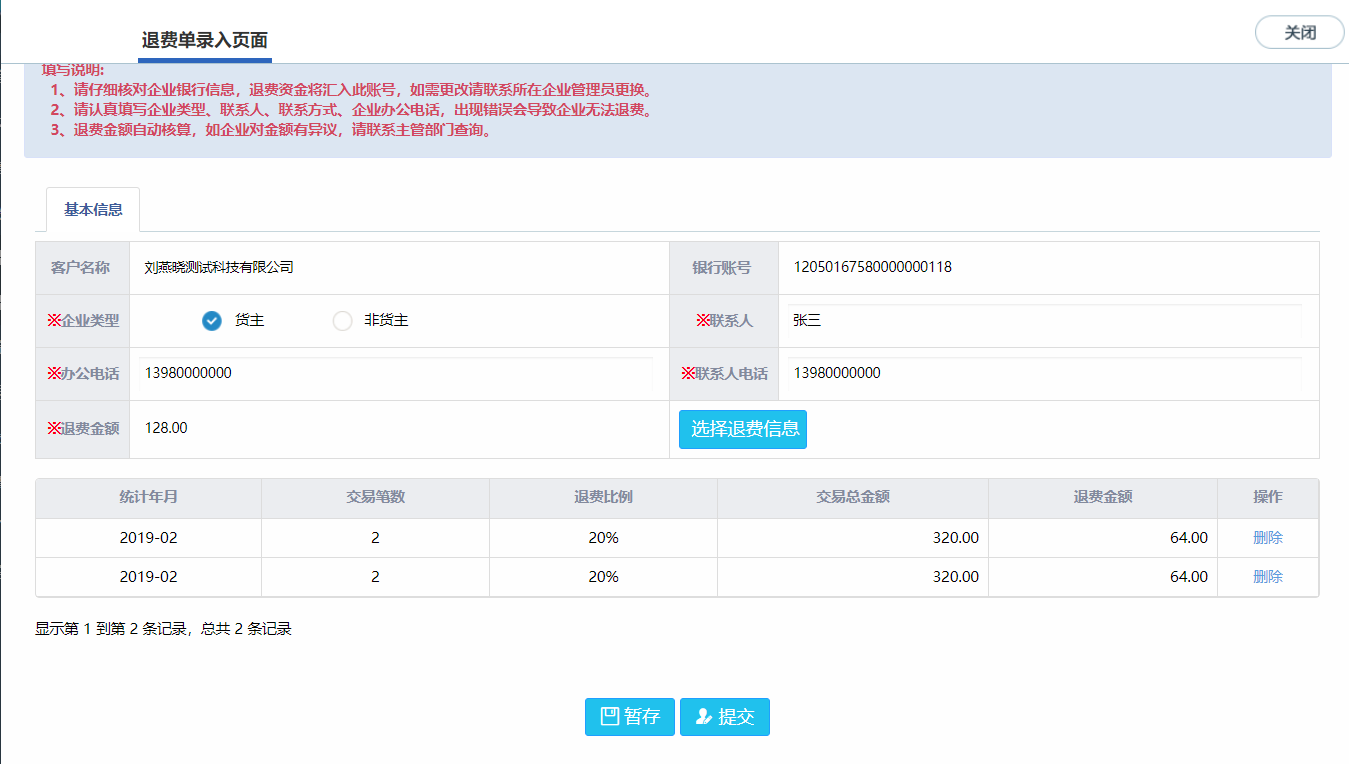 退费单录入页面
关闭
填写说明:
1、请仔细核对企业银行信息，退费资金将汇入此账号，如需更改请联系所在企业管理员更换。
2、请认真填写企业类型、联系人、联系方式、企业办公电话，出现错误会导致企业无法退费。
3、退费金额自动核算，如企业对金额有异议，请联系主管部门查询。
基本信息
客户名称 刘燕晓测试科技有限公司 银行账号 12050167580000000118
※企业类型 货主 非货主 ※联系人 张三
※办公电话 13980000000 ※联系人电话 13980000000
※退费金额 128.00 选择退费信息
统计年月 交易笔数 退费比例 交易总金额 退费金额 操作
2019-02 2 20% 320.00 64.00 删除
2019-02 2 20% 320.00 64.00 删除
显示第 1 到第 2 条记录，总共 2 条记录
暂存 提交